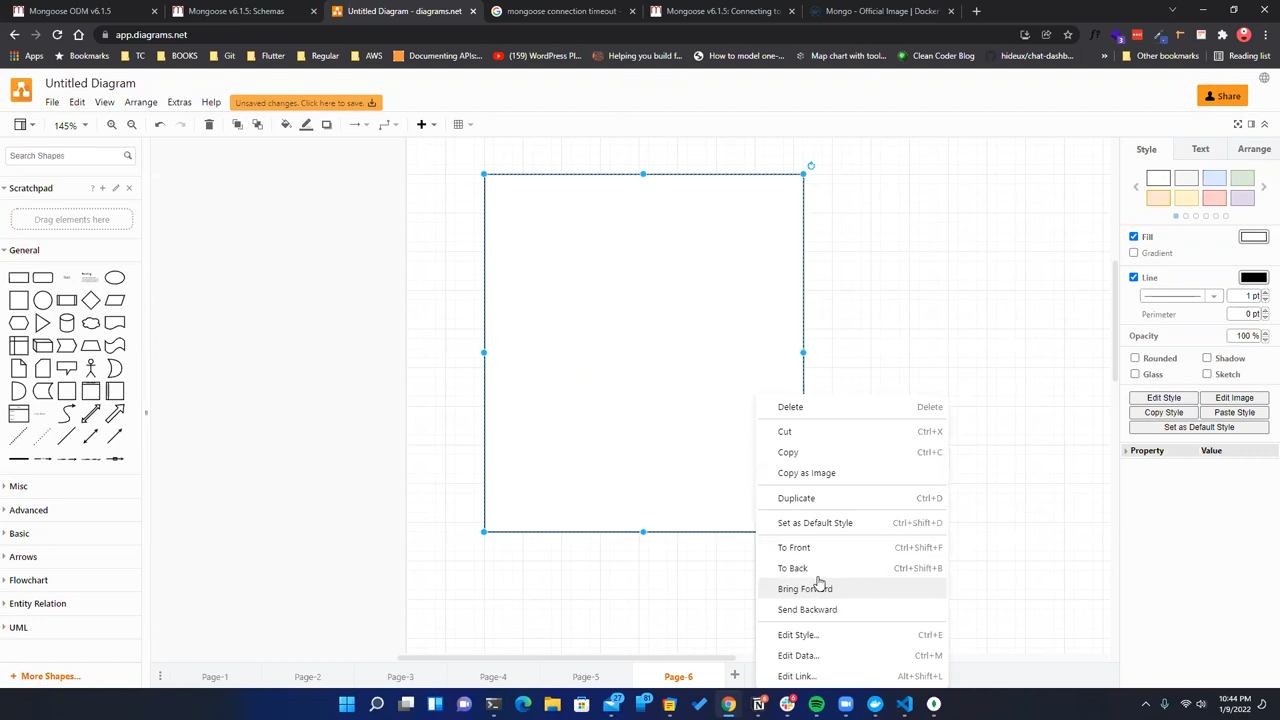 Mongoose ODM v6.1.5
Mongoose v6.1.5: Schemas
Untitled Diagram - diagrams.net
mongoose connection timeout -
Mongoose v6.1.5: Connecting to
Mongo - Official Image | Docker
app.diagrams.net
Apps
Bookmarks
TC
BOOKS
Git
Flutter
Regular
AWS
Documenting APIs:...
(159) WordPress Pl...
Helping you build f...
How to model one-...
Map chart with tool...
Clean Coder Blog
hideux/chat-dashb...
Other bookmarks
Reading list
Untitled Diagram
File
Edit
View
Arrange
Extras
Help
Unsaved changes. Click here to save.
Share
145%
Search Shapes
Scratchpad
Drag elements here
General
Misc
Advanced
Basic
Arrows
Flowchart
Entity Relation
UML
+ More Shapes...
Delete Delete
Cut Ctrl+X
Copy Ctrl+C
Copy as Image
Duplicate Ctrl+D
Set as Default Style Ctrl+Shift+D
To Front Ctrl+Shift+F
To Back Ctrl+Shift+B
Bring Forward
Send Backward
Edit Style... Ctrl+E
Edit Data... Ctrl+M
Edit Link... Alt+Shift+L
Style
Text
Arrange
Fill
Gradient
Line
1 pt
Perimeter
0 pt
Opacity
100 %
Rounded
Shadow
Glass
Sketch
Edit Style
Edit Image
Copy Style
Paste Style
Set as Default Style
Property
Value
Page-1
Page-2
Page-3
Page-4
Page-5
Page-6
27
81
10:44 PM
1/9/2022